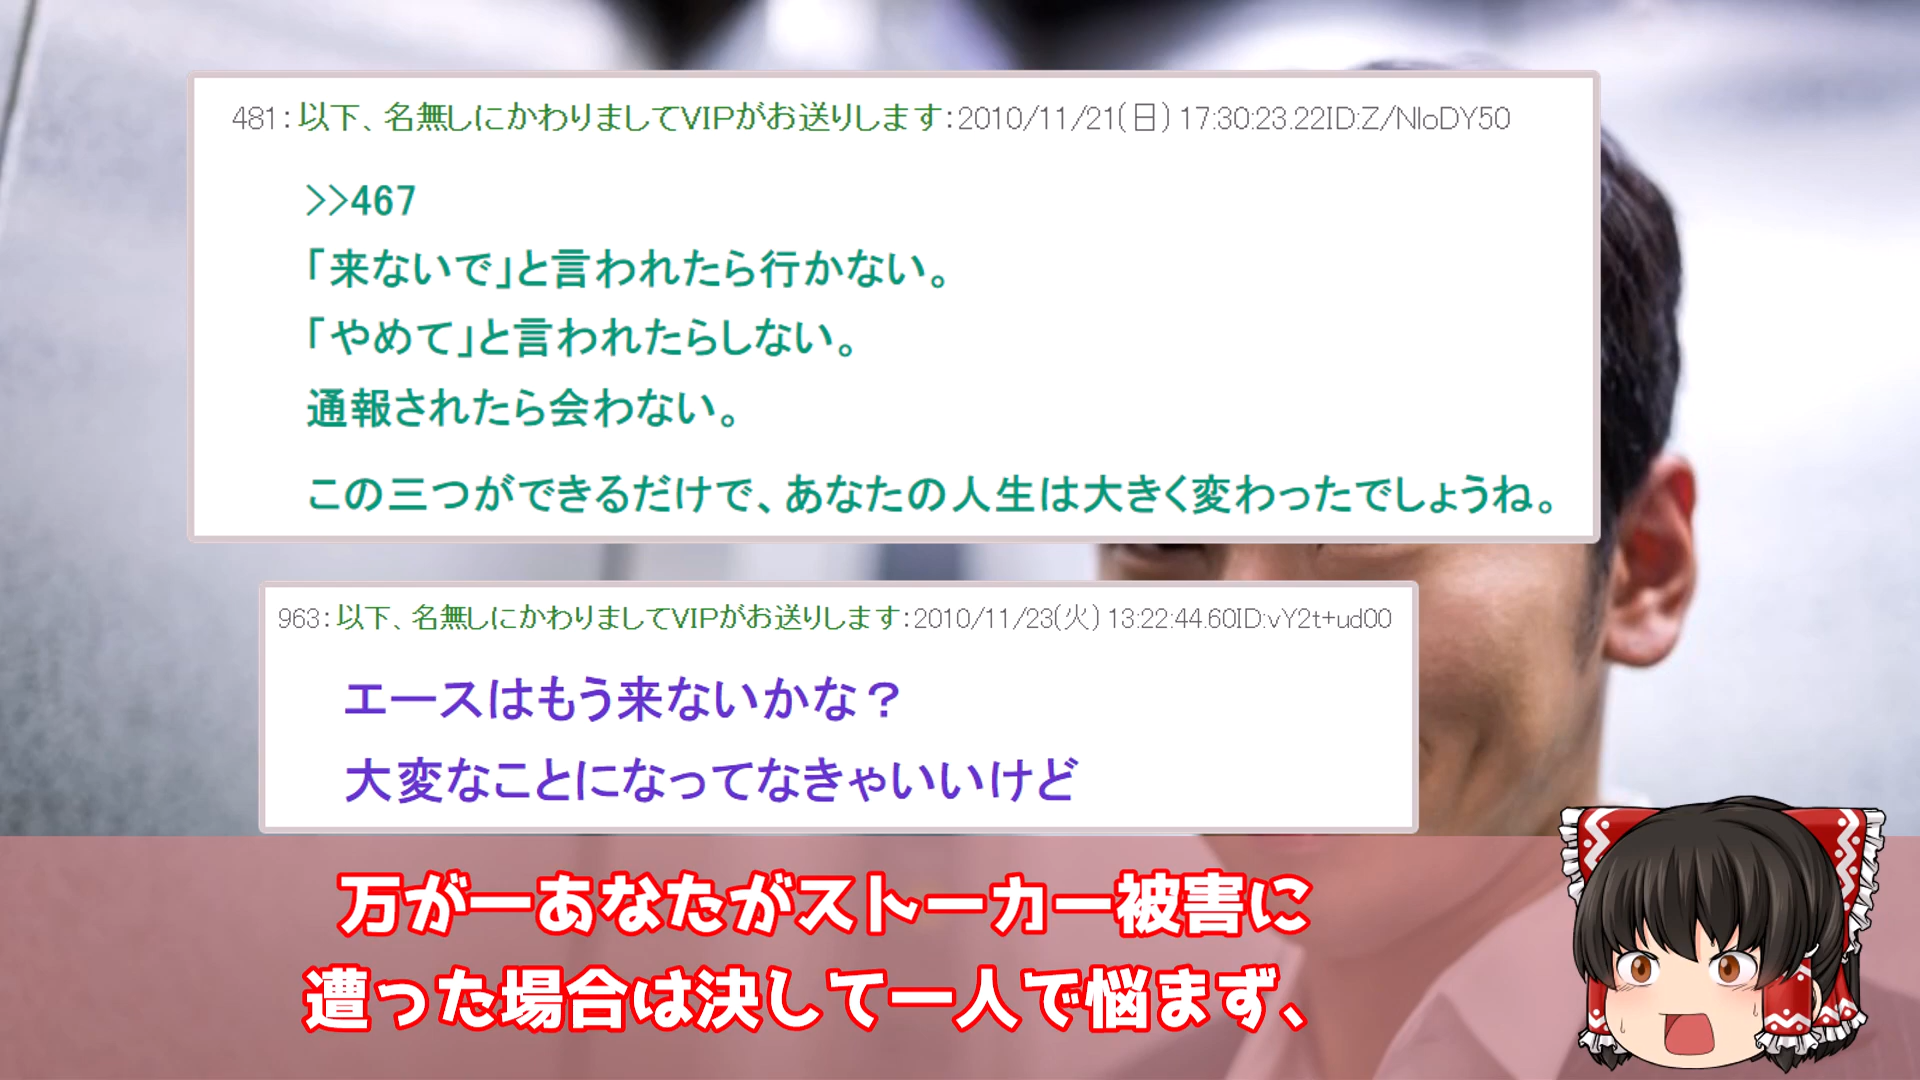 481：以下、名無しにかわりましてVIPがお送りします：2010/11/21(日) 17:30:23.22ID:Z/NIoDY50
>>467
「来ないで」と言われたら行かない。
「やめて」と言われたらしない。
通報されたら会わない。
この三つができるだけで、あなたの人生は大きく変わったでしょうね。
963：以下、名無しにかわりましてVIPがお送りします：2010/11/23(火) 13:22:44.60ID:vY2t+ud00
エースはもう来ないかな？
大変なことになってなきゃいいけど
万が一あなたがストーカー被害に
遭った場合は決して一人で悩まず、